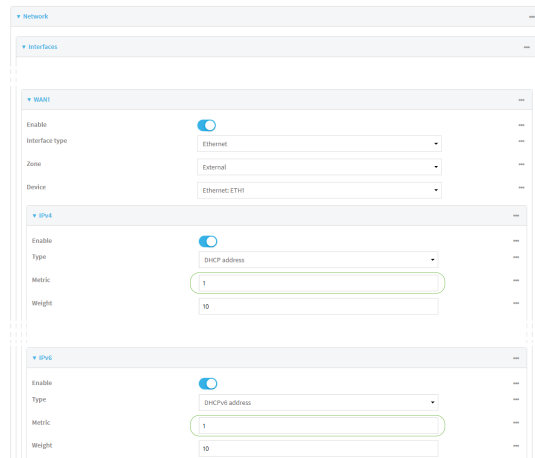 Network
Interfaces
WAN1
Enable
Interface type Ethernet
Zone External
Device Ethernet: ETH1
IPv4
Enable
Type DHCP address
Metric 1
Weight 10
IPv6
Enable
Type DHCPv6 address
Metric 1
Weight 10